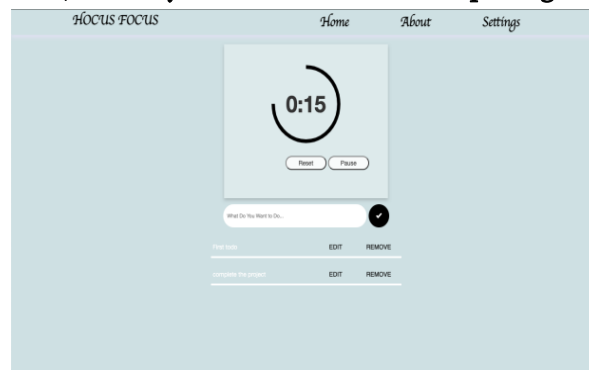 HOCUS FOCUS Home About Settings
0:15
Reset Pause
What Do You Want to Do...
First todo EDIT REMOVE
complete the project EDIT REMOVE